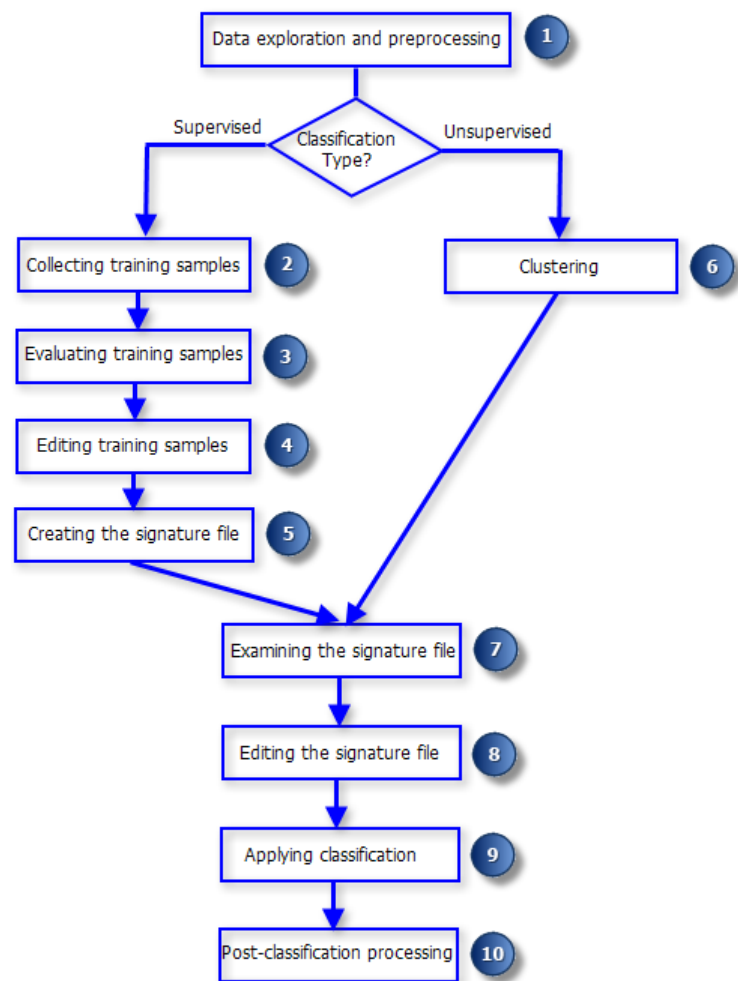 Data exploration and preprocessing
1
Supervised
Classification
Type?
Unsupervised
Collecting training samples
2
Clustering
6
Evaluating training samples
3
Editing training samples
4
Creating the signature file
5
Examining the signature file
7
Editing the signature file
8
Applying classification
9
Post-classification processing
10